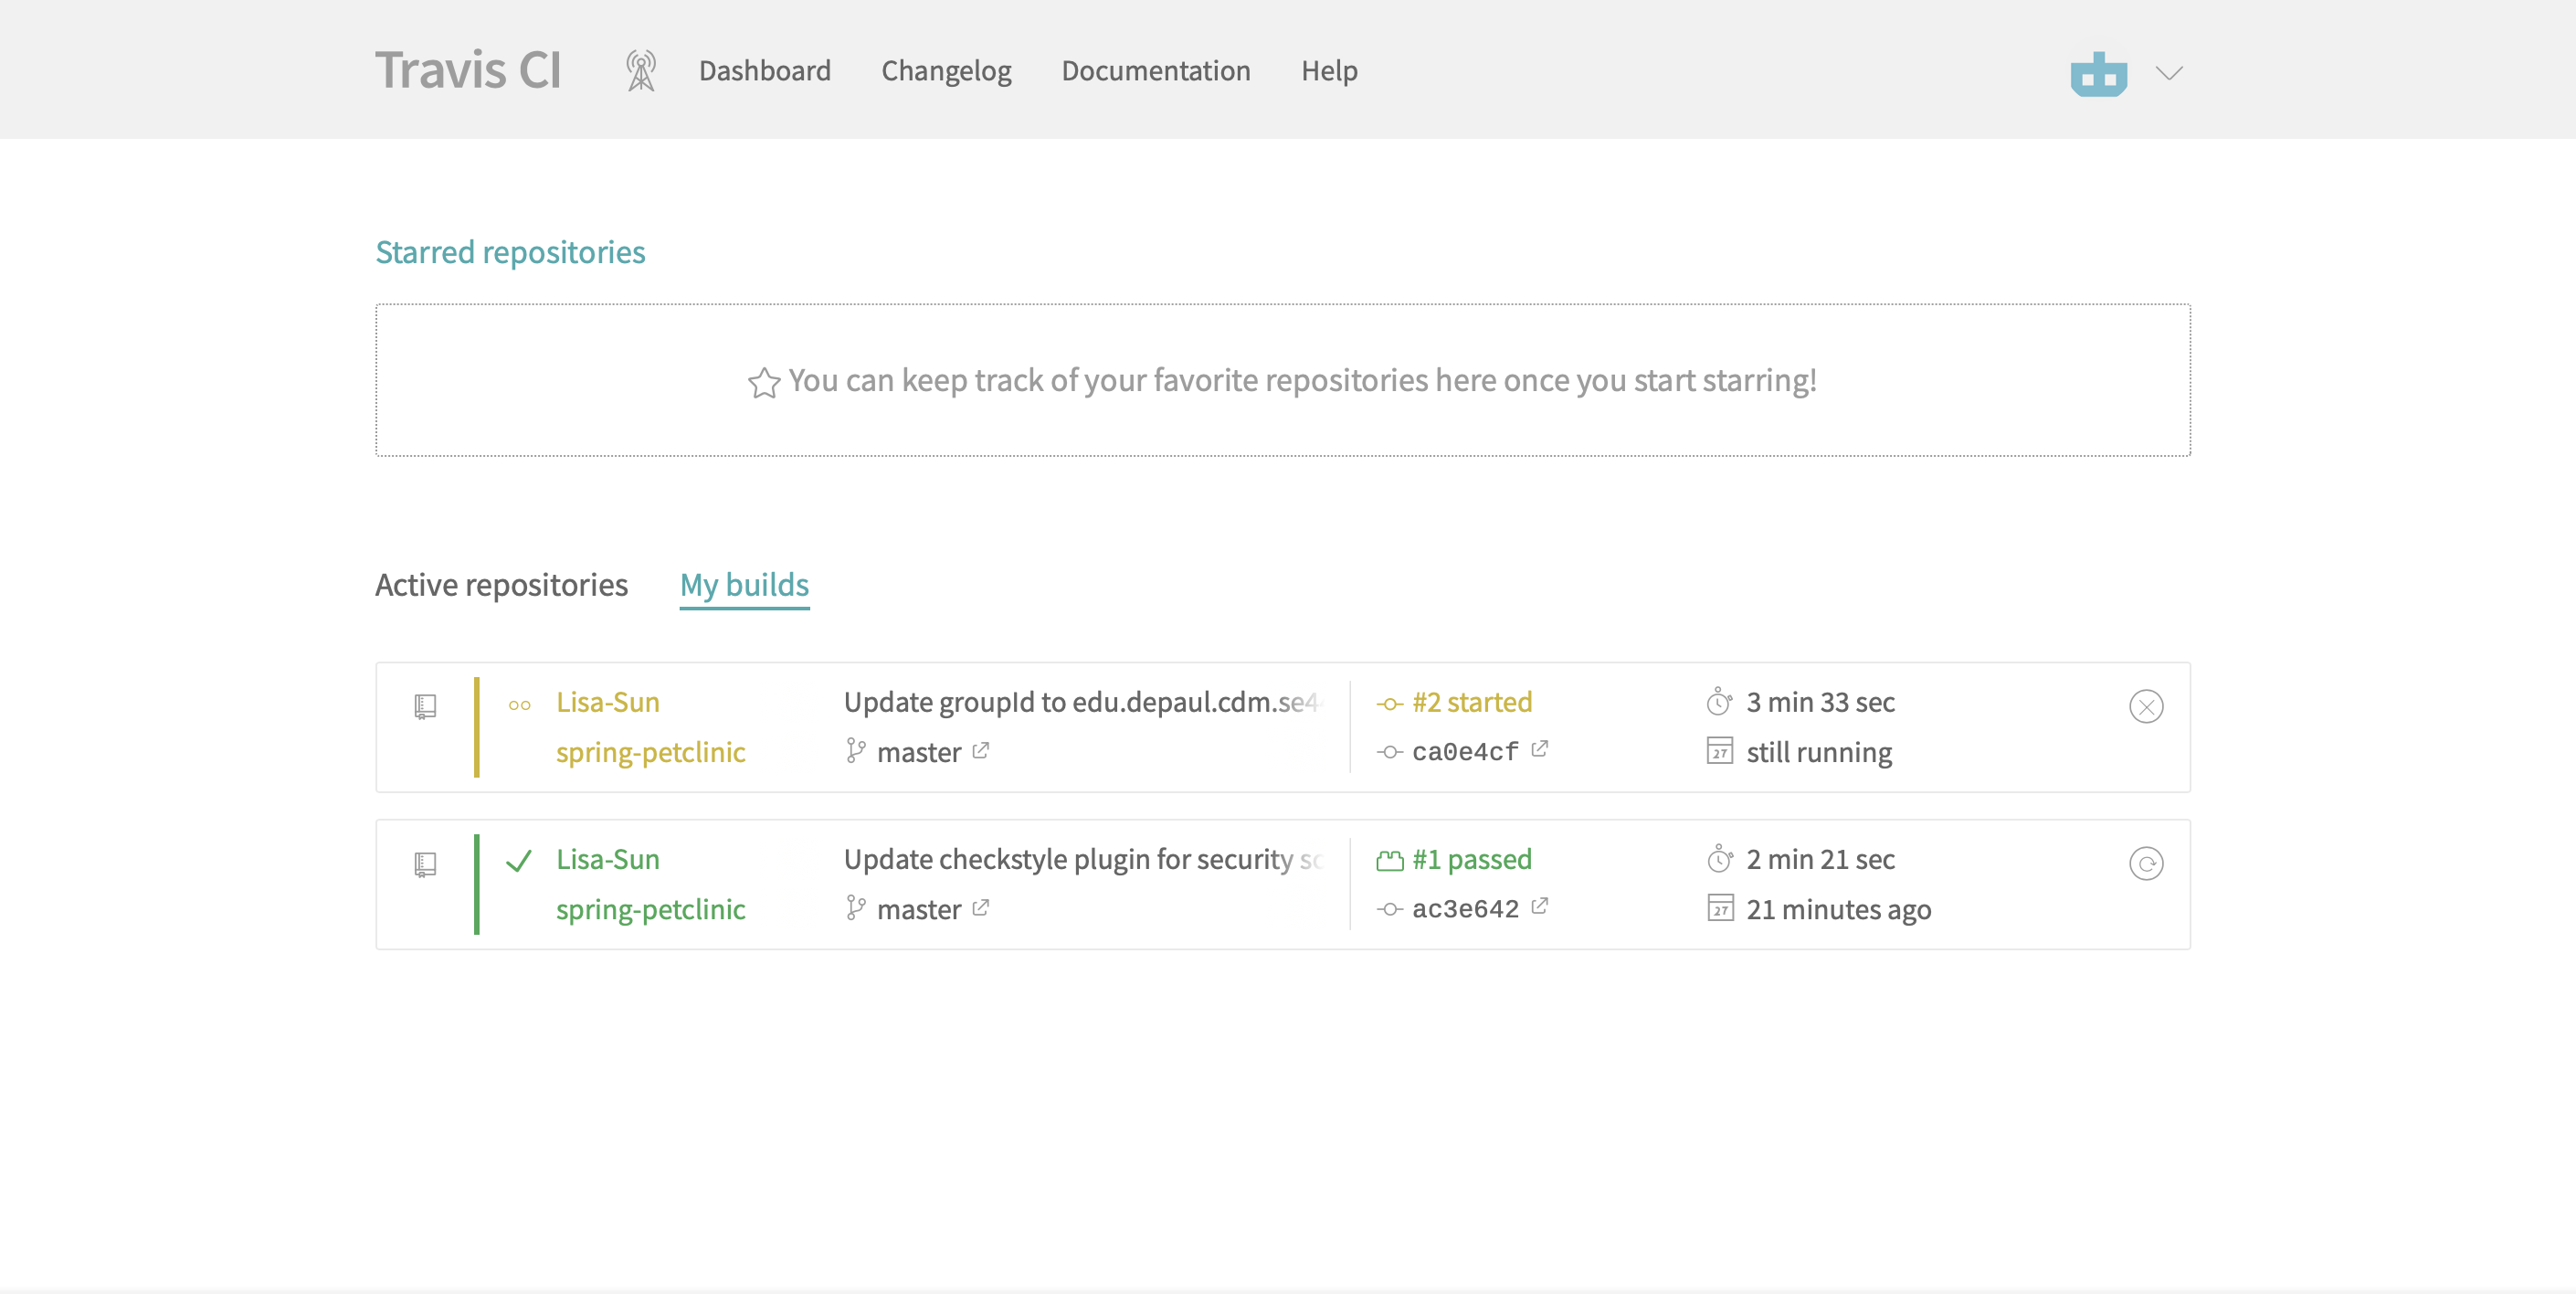 Travis CI Dashboard Changelog Documentation Help
Starred repositories
You can keep track of your favorite repositories here once you start starring!
Active repositories My builds
Lisa-Sun Update groupId to edu.depaul.cdm.se4 #2 started 3 min 33 sec
spring-petclinic master ca0e4cf 27 still running
Lisa-Sun Update checkstyle plugin for security #1 passed 2 min 21 sec
spring-petclinic master ac3e642 27 21 minutes ago